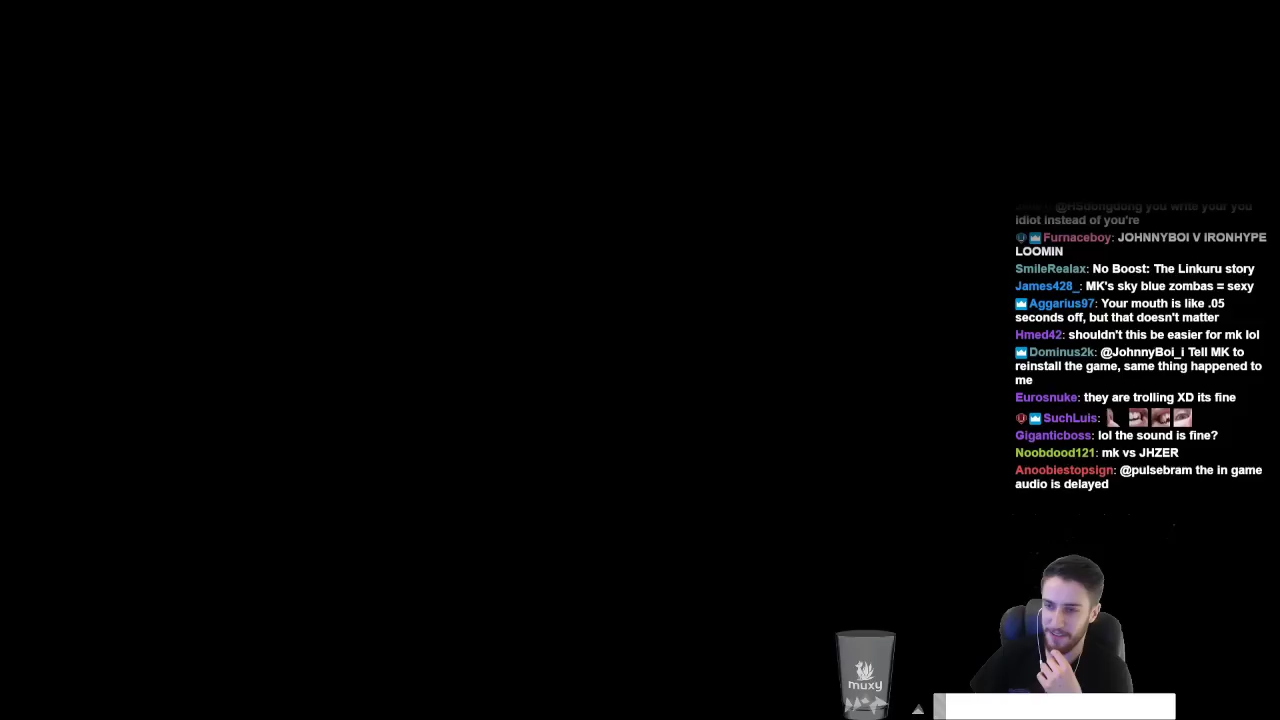 @HSdongdong you write your you
idiot instead of you're
Furnaceboy: JOHNNYBOI V IRONHYPE
LOOMIN
SmileRealax: No Boost: The Linkuru story
James428_: MK's sky blue zombas = sexy
Aggarius97: Your mouth is like .05
seconds off, but that doesn't matter
Hmed42: shouldn't this be easier for mk lol
Dominus2k: @JohnnyBoi_i Tell MK to
reinstall the game, same thing happened to
me
Eurosnuke: they are trolling XD its fine
SuchLuis:
Giganticboss: lol the sound is fine?
Noobdood121: mk vs JHZER
Anoobiestopsign: @pulsebram the in game
audio is delayed
muxy